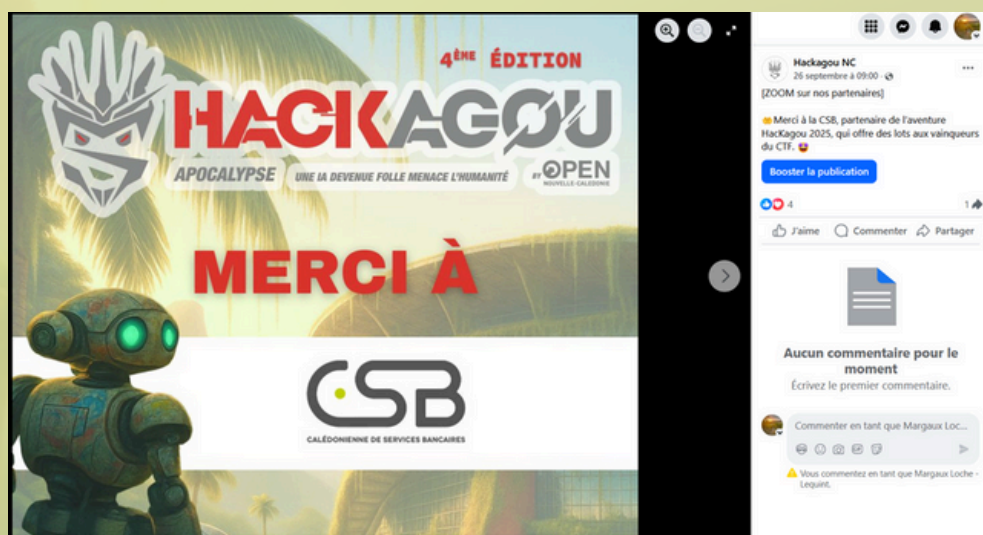 4ÈME ÉDITION
HACKAGOU
APOCALYPSE UNE IA DEVENUE FOLLE MENACE L'HUMANITÉ BY OPEN
NOUVELLE-CALÉDONIE
MERCI À
CSB
CALÉDONIENNE DE SERVICES BANCAIRES
Hackagou NC
26 septembre à 09:00 ·
[ZOOM sur nos partenaires]
Merci à la CSB, partenaire de l'aventure
HacKagou 2025, qui offre des lots aux vainqueurs
du CTF.
Booster la publication
4
1
J'aime Commenter Partager
Aucun commentaire pour le
moment
Écrivez le premier commentaire.
Commenter en tant que Margaux Loc...
Vous commentez en tant que Margaux Loche -
Lequint.